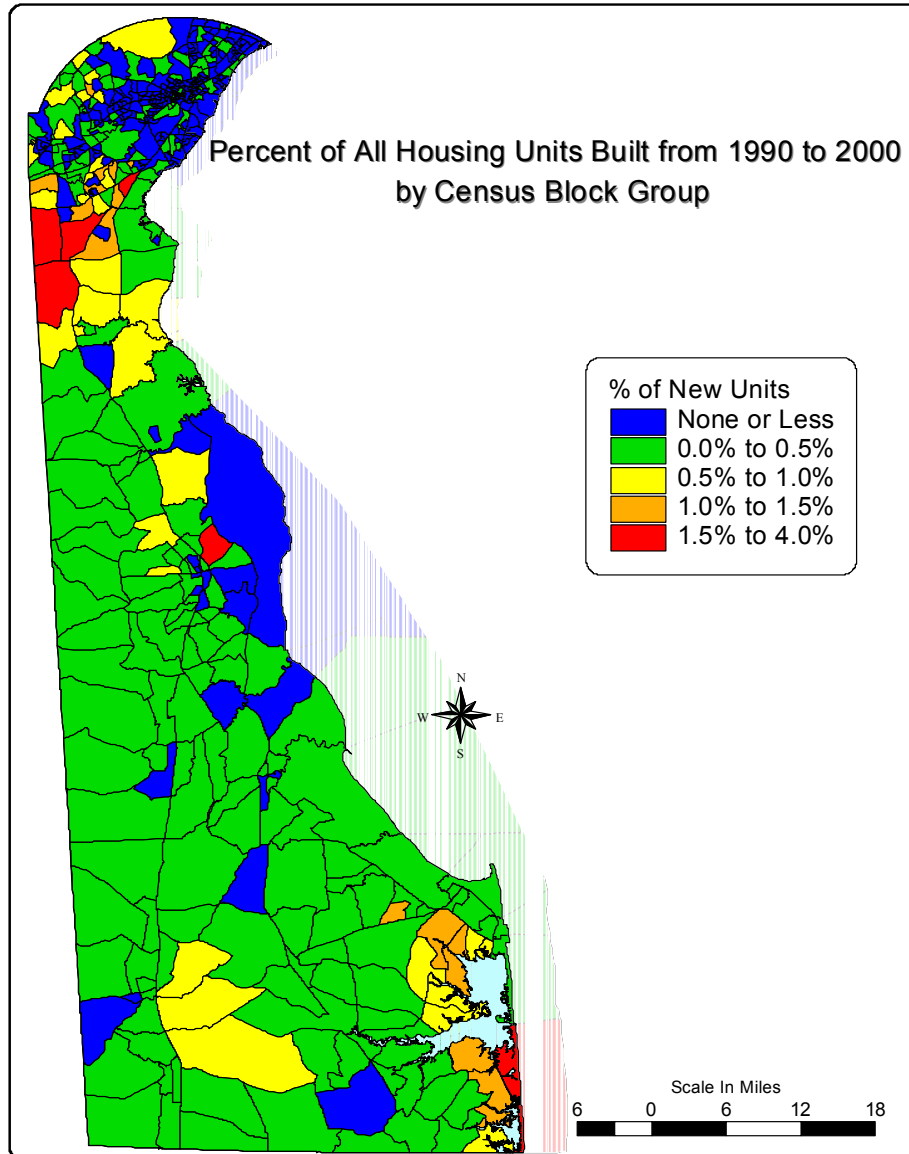 Percent of All Housing Units Built from 1990 to 2000
by Census Block Group
% of New Units
None or Less
0.0% to 0.5%
0.5% to 1.0%
1.0% to 1.5%
1.5% to 4.0%
N
W E
S
Scale In Miles
6 0 6 12 18